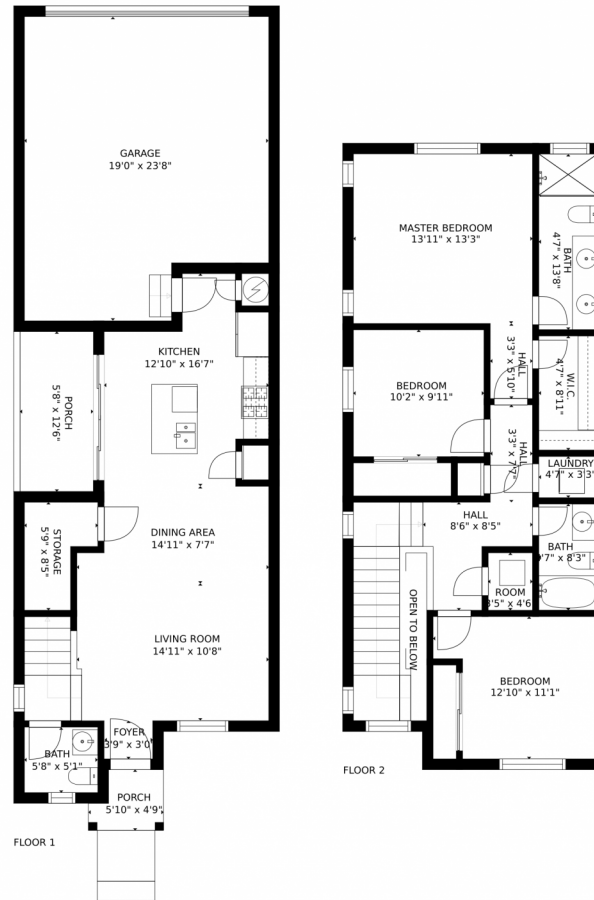 GARAGE
19'0" x 23'8"
KITCHEN
12'10" x 16'7"
PORCH
5'8" x 12'6"
STORAGE
5'9" x 8'5"
DINING AREA
14'11" x 7'7"
LIVING ROOM
14'11" x 10'8"
FOYER
3'9" x 3'0"
BATH
5'8" x 5'1"
PORCH
5'10" x 4'9"
FLOOR 1
MASTER BEDROOM
13'11" x 13'3"
BATH
4'7" x 13'8"
HALL
3'3" x 5'10"
W.I.C.
4'7" x 8'11"
BEDROOM
10'2" x 9'11"
HALL
3'3" x 7'7"
LAUNDRY
4'7" x 3'3"
HALL
8'6" x 8'5"
BATH
x 8'3"
ROOM
x 4'6"
OPEN TO BELOW
BEDROOM
12'10" x 11'1"
FLOOR 2